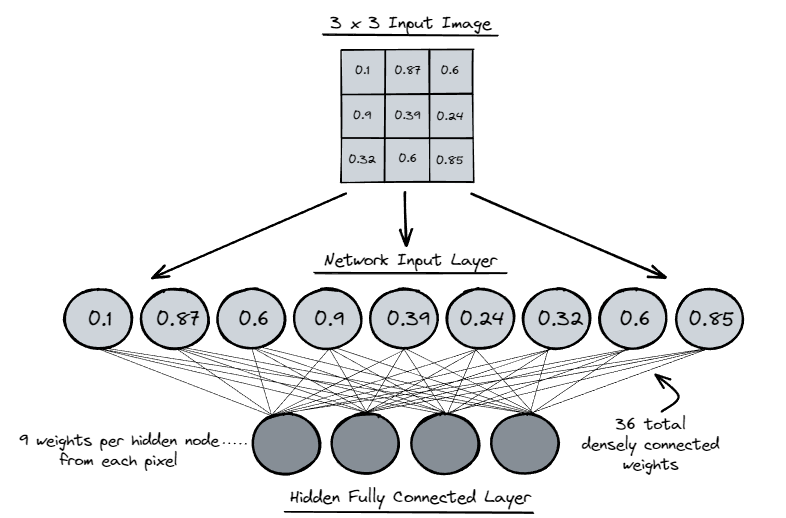 3 x 3 Input Image
0.1 0.87 0.6
0.9 0.39 0.24
0.32 0.6 0.85
Network Input Layer
0.1 0.87 0.6 0.9 0.39 0.24 0.32 0.6 0.85
9 weights per hidden node.....
from each pixel
36 total
densely connected
weights
Hidden Fully Connected Layer